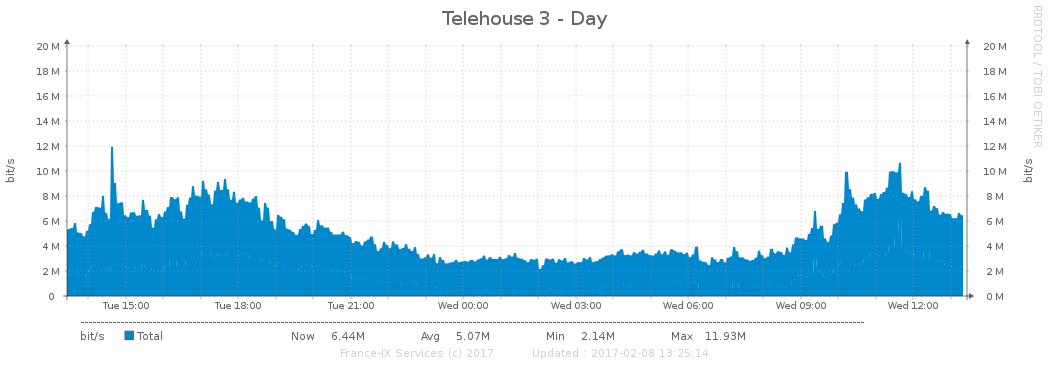 Telehouse 3 - Day
RRDTOOL / TOBI OETIKER
bit/s
20 M 20 M
18 M 18 M
16 M 16 M
14 M 14 M
12 M 12 M
10 M 10 M
8 M 8 M
6 M 6 M
4 M 4 M
2 M 2 M
0 0 M
bit/s
Tue 15:00 Tue 18:00 Tue 21:00 Wed 00:00 Wed 03:00 Wed 06:00 Wed 09:00 Wed 12:00
bit/s Total Now 6.44M Avg 5.07M Min 2.14M Max 11.93M
France-IX Services (c) 2017 Updated : 2017-02-08 13:25:14